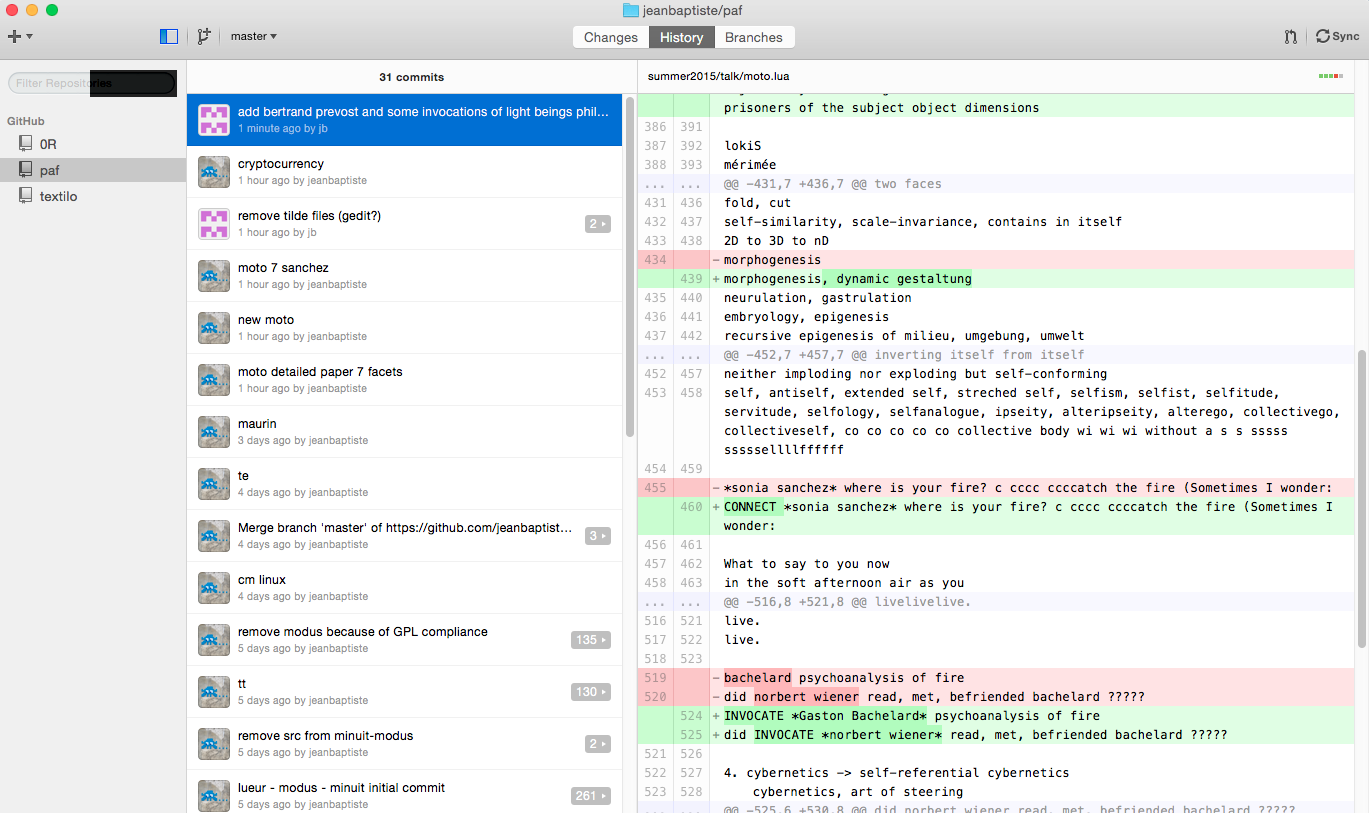 jeanbaptiste/paf
master
Changes
History
Branches
Sync
Filter Repositories
GitHub
0R
paf
textilo
31 commits
add bertrand prevost and some invocations of light beings phil…
1 minute ago by jb
cryptocurrency
1 hour ago by jeanbaptiste
remove tilde files (gedit?)
1 hour ago by jb
2
moto 7 sanchez
1 hour ago by jeanbaptiste
new moto
1 hour ago by jeanbaptiste
moto detailed paper 7 facets
1 hour ago by jeanbaptiste
maurin
3 days ago by jeanbaptiste
te
4 days ago by jeanbaptiste
Merge branch 'master' of https://github.com/jeanbaptist…
4 days ago by jeanbaptiste
3
cm linux
4 days ago by jeanbaptiste
remove modus because of GPL compliance
5 days ago by jeanbaptiste
135
tt
5 days ago by jeanbaptiste
130
remove src from minuit-modus
5 days ago by jeanbaptiste
2
lueur - modus - minuit initial commit
5 days ago by jeanbaptiste
261
summer2015/talk/moto.lua
prisoners of the subject object dimensions
386 391
387 392 lokiS
388 393 mérimée
... ... @@ -431,7 +436,7 @@ two faces
431 436 fold, cut
432 437 self-similarity, scale-invariance, contains in itself
433 438 2D to 3D to nD
434 -morphogenesis
439 +morphogenesis, dynamic gestaltung
435 440 neurulation, gastrulation
436 441 embryology, epigenesis
437 442 recursive epigenesis of milieu, umgebung, umwelt
... ... @@ -452,7 +457,7 @@ inverting itself from itself
452 457 neither imploding nor exploding but self-conforming
453 458 self, antiself, extended self, streched self, selfism, selfist, selfitude,
servitude, selfology, selfanalogue, ipseity, alteripseity, alterego, collectivego,
collectiveself, co co co co co collective body wi wi wi without a s s sssss
ssssselllllffffff
454 459
455 -*sonia sanchez* where is your fire? c cccc ccccatch the fire (Sometimes I wonder:
460 +CONNECT *sonia sanchez* where is your fire? c cccc ccccatch the fire (Sometimes I
wonder:
456 461
457 462 What to say to you now
458 463 in the soft afternoon air as you
... ... @@ -516,8 +521,8 @@ livelivelive.
516 521 live.
517 522 live.
518 523
519 -bachelard psychoanalysis of fire
520 -did norbert wiener read, met, befriended bachelard ?????
524 +INVOCATE *Gaston Bachelard* psychoanalysis of fire
525 +did INVOCATE *norbert wiener* read, met, befriended bachelard ?????
521 526
522 527 4. cybernetics -> self-referential cybernetics
523 528 cybernetics, art of steering
... ... @@ -525,6 +530,8 @@ did norbert wiener read, met, befriended bachelard ?????